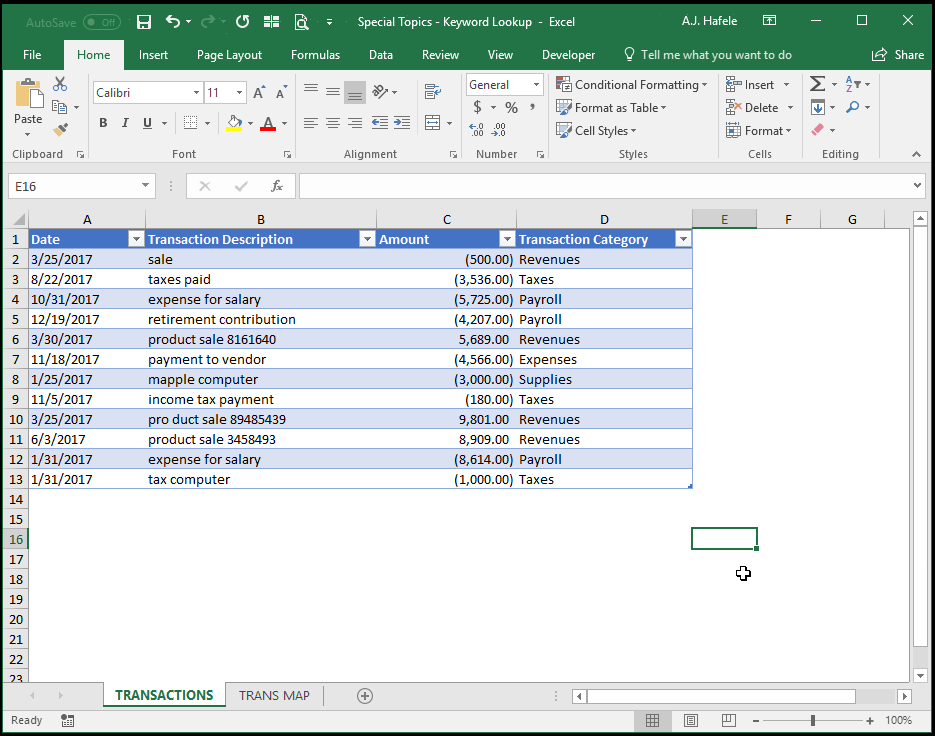 AutoSave Off Special Topics - Keyword Lookup - Excel A.J. Hafele
File Home Insert Page Layout Formulas Data Review View Developer Tell me what you want to do Share
Paste
Calibri 11 A A
B I U A
General
$ % ,
Conditional Formatting
Format as Table
Cell Styles
Insert
Delete
Format
Clipboard Font Alignment Number Styles Cells Editing
E16 fx
A B C D E F G
1 Date Transaction Description Amount Transaction Category
2 3/25/2017 sale (500.00) Revenues
3 8/22/2017 taxes paid (3,536.00) Taxes
4 10/31/2017 expense for salary (5,725.00) Payroll
5 12/19/2017 retirement contribution (4,207.00) Payroll
6 3/30/2017 product sale 8161640 5,689.00 Revenues
7 11/18/2017 payment to vendor (4,566.00) Expenses
8 1/25/2017 mapple computer (3,000.00) Supplies
9 11/5/2017 income tax payment (180.00) Taxes
10 3/25/2017 pro duct sale 89485439 9,801.00 Revenues
11 6/3/2017 product sale 3458493 8,909.00 Revenues
12 1/31/2017 expense for salary (8,614.00) Payroll
13 1/31/2017 tax computer (1,000.00) Taxes
14
15
16
17
18
19
20
21
22
23
TRANSACTIONS TRANS MAP
Ready 100%